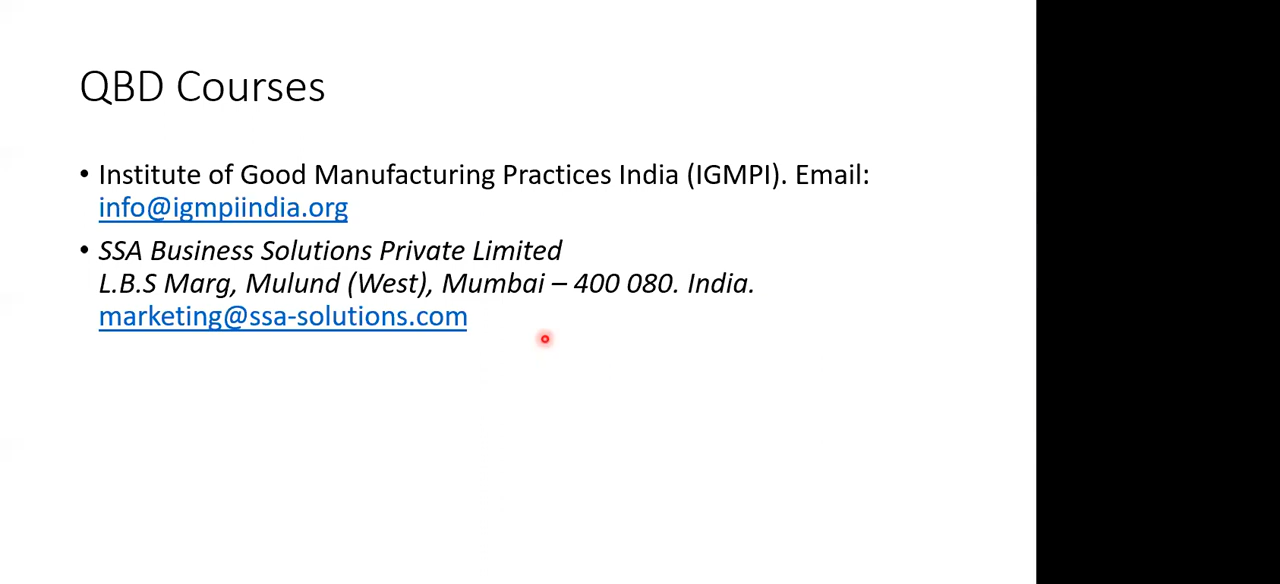 QBD Courses
• Institute of Good Manufacturing Practices India (IGMPI). Email:
info@igmpiindia.org
• SSA Business Solutions Private Limited
L.B.S Marg, Mulund (West), Mumbai – 400 080. India.
marketing@ssa-solutions.com